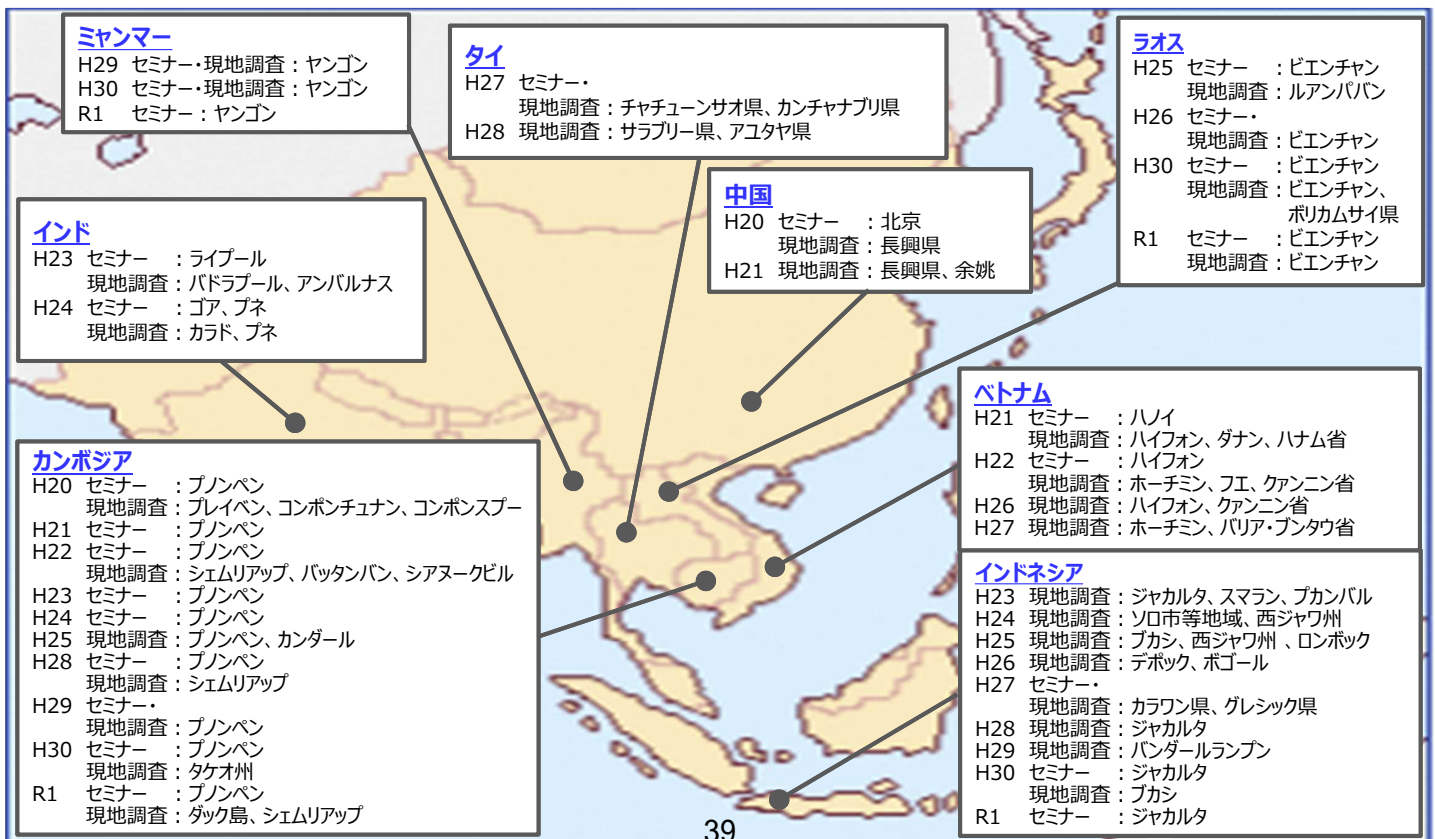 ミャンマー
H29 セミナー・現地調査：ヤンゴン
H30 セミナー・現地調査：ヤンゴン
R1 セミナー：ヤンゴン
タイ
H27 セミナー・
現地調査：チャチューンサオ県、カンチャナブリ県
H28 現地調査：サラブリー県、アユタヤ県
ラオス
H25 セミナー ：ビエンチャン
現地調査：ルアンパバン
H26 セミナー・
現地調査：ビエンチャン
H30 セミナー ：ビエンチャン
現地調査：ビエンチャン、
ボリカムサイ県
R1 セミナー ：ビエンチャン
現地調査：ビエンチャン
中国
H20 セミナー ：北京
現地調査：長興県
H21 現地調査：長興県、余姚
インド
H23 セミナー ：ライプール
現地調査：バドラプール、アンバルナス
H24 セミナー ：ゴア、プネ
現地調査：カラド、プネ
ベトナム
H21 セミナー ：ハノイ
現地調査：ハイフォン、ダナン、ハナム省
H22 セミナー ：ハイフォン
現地調査：ホーチミン、フエ、クァンニン省
H26 現地調査：ハイフォン、クァンニン省
H27 現地調査：ホーチミン、バリア・ブンタウ省
カンボジア
H20 セミナー ：プノンペン
現地調査：プレイベン、コンポンチュナン、コンポンスプー
H21 セミナー ：プノンペン
H22 セミナー ：プノンペン
現地調査：シェムリアップ、バッタンバン、シアヌークビル
H23 セミナー ：プノンペン
H24 セミナー ：プノンペン
H25 現地調査：プノンペン、カンダール
H28 セミナー ：プノンペン
現地調査：シェムリアップ
H29 セミナー・
現地調査：プノンペン
H30 セミナー ：プノンペン
現地調査：タケオ州
R1 セミナー ：プノンペン
現地調査：ダック島、シェムリアップ
インドネシア
H23 現地調査：ジャカルタ、スマラン、プカンバル
H24 現地調査：ソロ市等地域、西ジャワ州
H25 現地調査：ブカシ、西ジャワ州 、ロンボック
H26 現地調査：デポック、ボゴール
H27 セミナー・
現地調査：カラワン県、グレシック県
H28 現地調査：ジャカルタ
H29 現地調査：バンダールランプン
H30 セミナー ：ジャカルタ
現地調査：ブカシ
R1 セミナー ：ジャカルタ
39